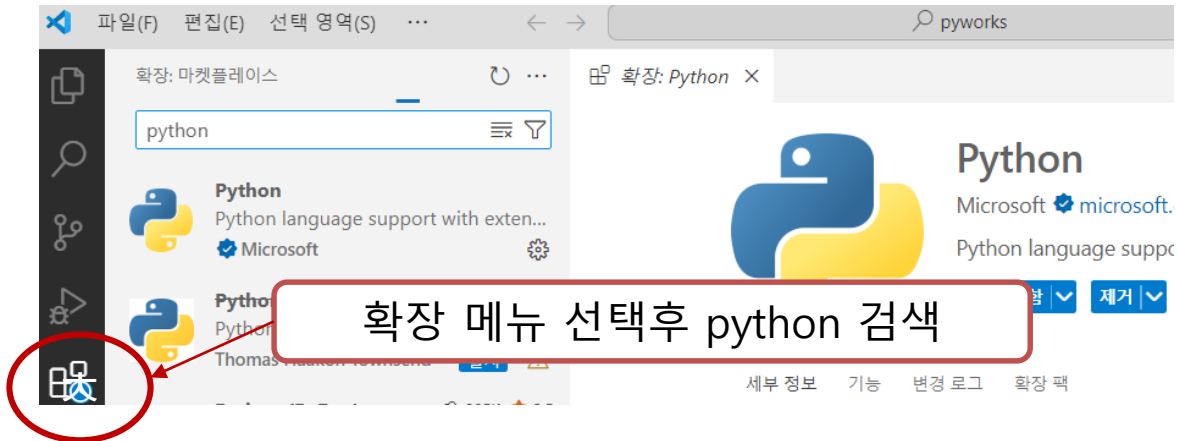 파일(F) 편집(E) 선택 영역(S) ··· ← → pyworks
확장: 마켓플레이스
확장: Python ×
python
Python
Python language support with exten...
Microsoft
Python
Microsoft microsoft.
Python language suppo
제거
Python
Thomas
확장 메뉴 선택후 python 검색
세부 정보 기능 변경 로그 확장 팩